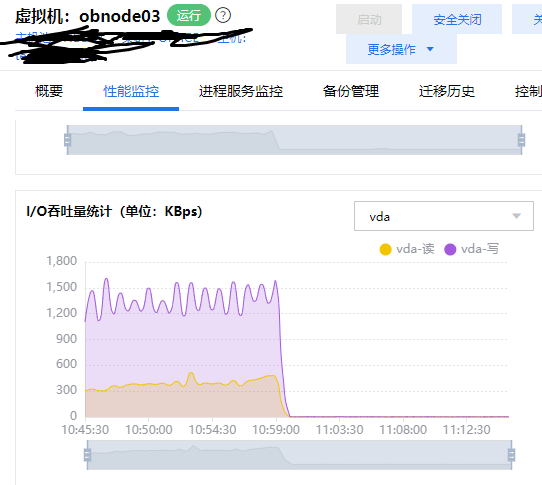 虚拟机：obnode03 运行 ?
启动 安全关闭 关
更多操作
概要 性能监控 进程服务监控 备份管理 迁移历史 控制
I/O吞吐量统计（单位：KBps）
vda
vda-读 vda-写
1,800
1,500
1,200
900
600
300
0
10:45:30 10:50:00 10:54:30 10:59:00 11:03:30 11:08:00 11:12:30